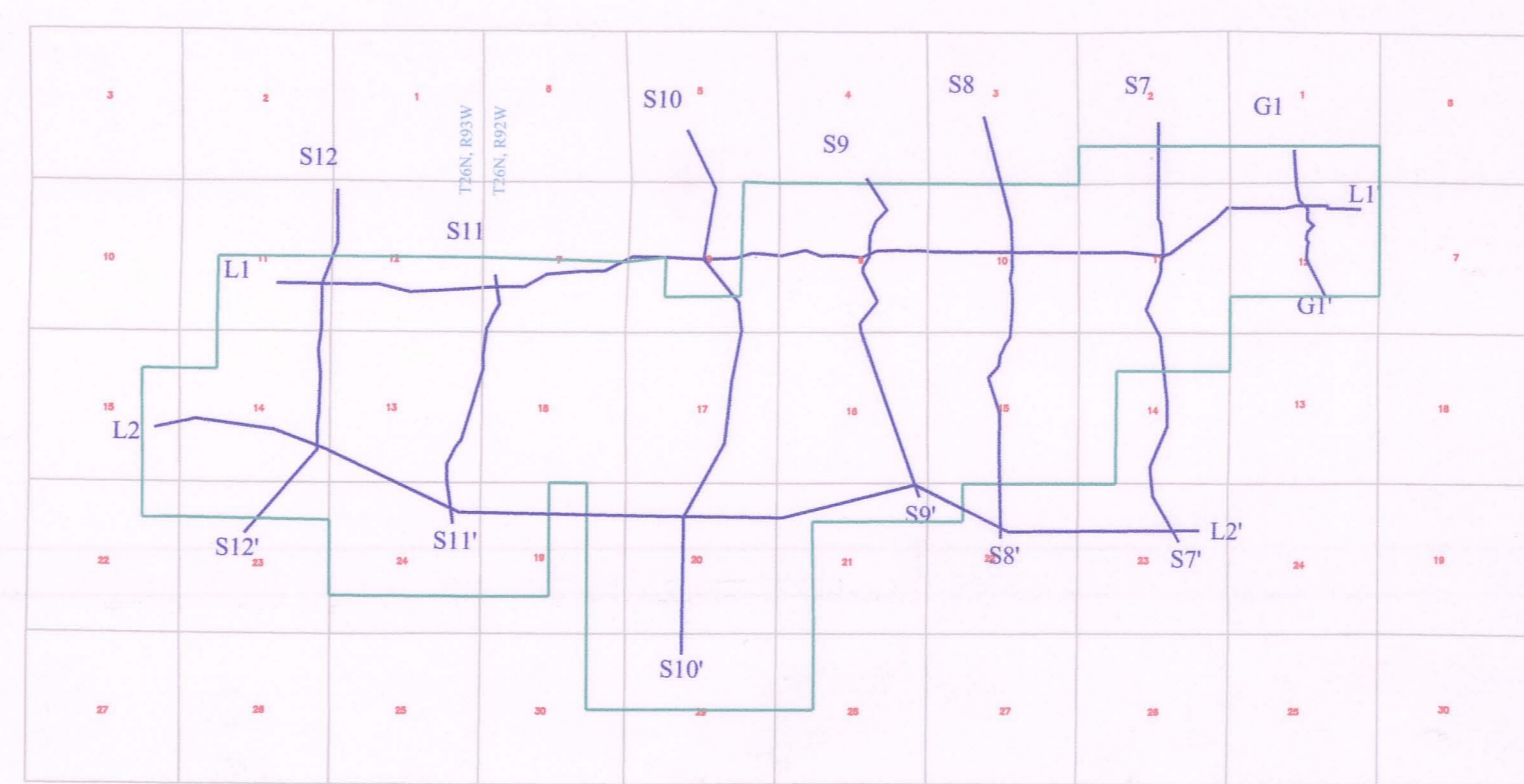 S8 S7
3 2 1 6 S10 5 4 3 2 G1 1 6
T26N, R93W
T26N, R92W
S12 S9
L1'
S11
10 11 12 7 8 9 10 11 12 7
L1
G1'
15 14 13 18 17 16 15 14 13 18
L2
S9'
S12' S11' S8' L2' S7'
22 23 24 19 20 21 22 23 24 19
S10'
27 26 25 30 29 28 27 26 25 30